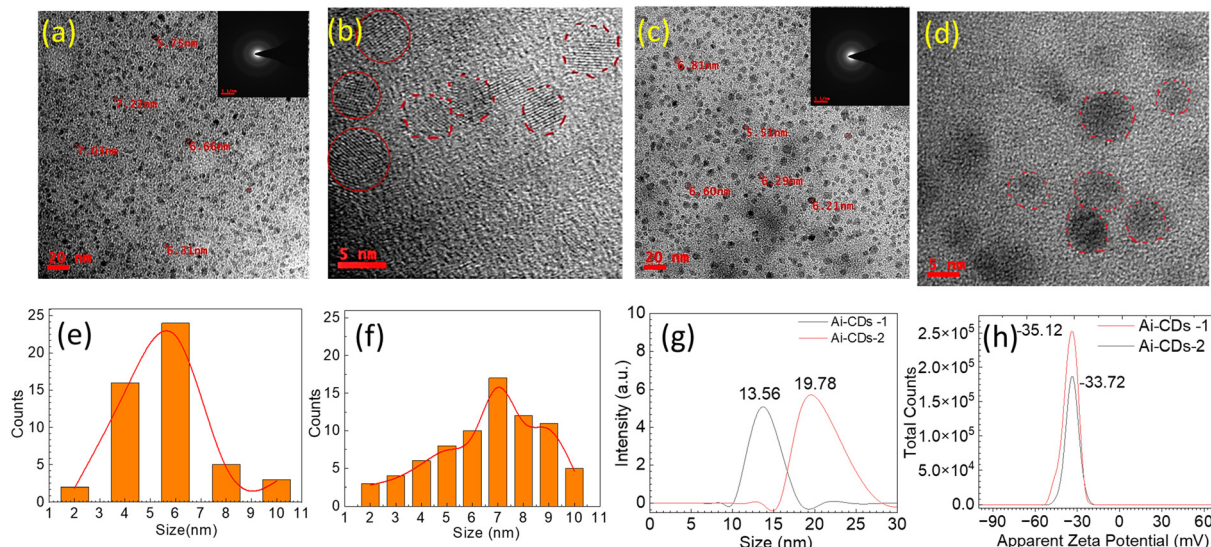 (a)
5.75nm
7.22nm
7.03nm
6.66nm
6.31nm
20 nm
(b)
5 nm
(c)
6.81nm
5.53nm
6.29nm
6.60nm
6.21nm
20 nm
(d)
5 nm
(e)
25
20
15
10
5
0
Counts
1 2 3 4 5 6 7 8 9 10 11
Size(nm)
(f)
25
20
15
10
5
0
Counts
1 2 3 4 5 6 7 8 9 10 11
Size (nm)
(g)
10
8
6
4
2
0
Intensity (a.u.)
Ai-CDs -1
Ai-CDs-2
13.56
19.78
0 5 10 15 20 25 30
Size (nm)
(h)
2.5×10⁵
2.0×10⁵
1.5×10⁵
1.0×10⁵
5.0×10⁴
0.0
Total Counts
-35.12
Ai-CDs -1
Ai-CDs-2
-33.72
-90 -60 -30 0 30 60
Apparent Zeta Potential (mV)